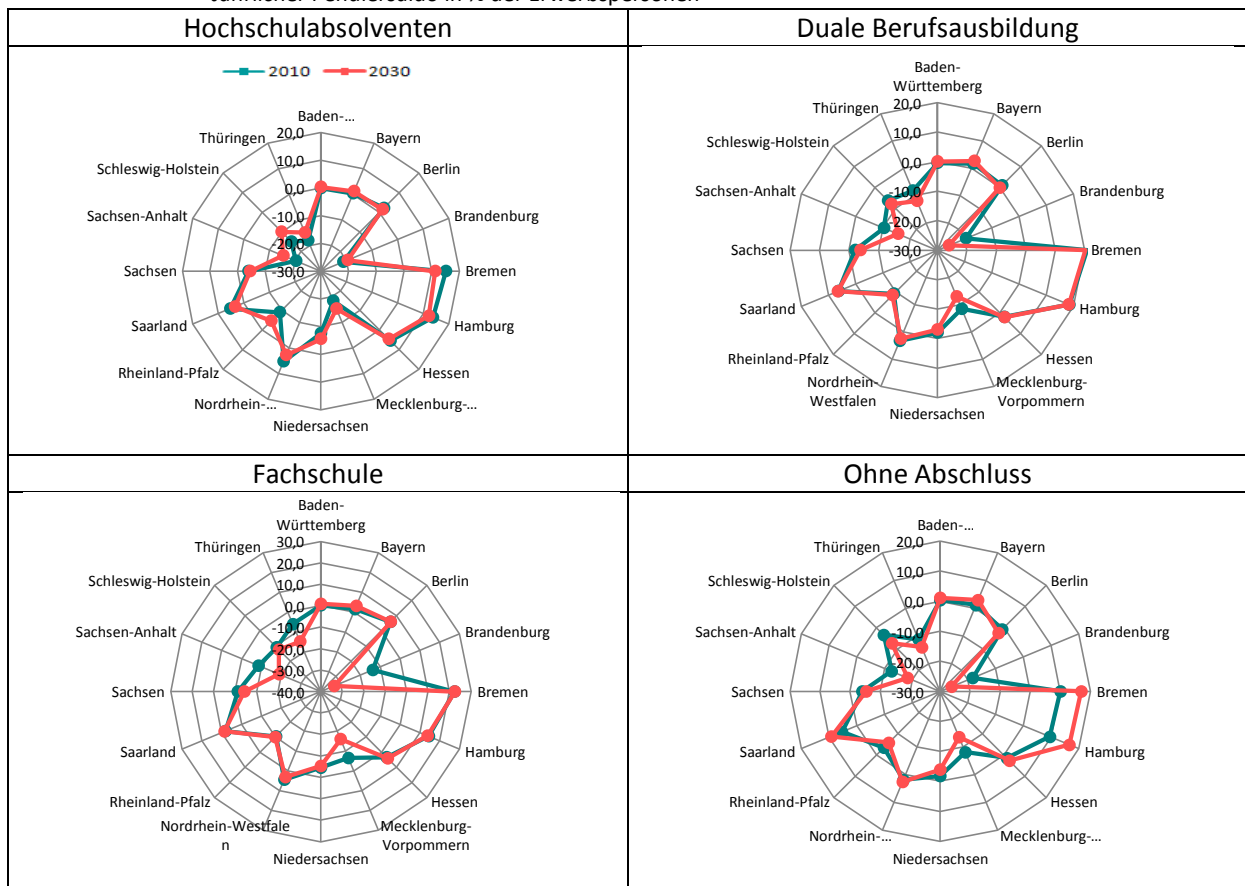 jährlicher Pendlersaldo in % der Erwerbspersonen
Hochschulabsolventen
2010 2030
Baden-...
Bayern
Berlin
Brandenburg
Bremen
Hamburg
Hessen
Mecklenburg-...
Niedersachsen
Nordrhein-...
Rheinland-Pfalz
Saarland
Sachsen
Sachsen-Anhalt
Schleswig-Holstein
Thüringen
20,0
10,0
0,0
-10,0
-20,0
-30,0
Duale Berufsausbildung
Baden-
Württemberg
Bayern
Berlin
Brandenburg
Bremen
Hamburg
Hessen
Mecklenburg-
Vorpommern
Niedersachsen
Nordrhein-
Westfalen
Rheinland-Pfalz
Saarland
Sachsen
Sachsen-Anhalt
Schleswig-Holstein
Thüringen
20,0
10,0
0,0
-10,0
-20,0
-30,0
Fachschule
Baden-
Württemberg
Bayern
Berlin
Brandenburg
Bremen
Hamburg
Hessen
Mecklenburg-
Vorpommern
Niedersachsen
Nordrhein-Westfale
n
Rheinland-Pfalz
Saarland
Sachsen
Sachsen-Anhalt
Schleswig-Holstein
Thüringen
30,0
20,0
10,0
0,0
-10,0
-20,0
-30,0
-40,0
Ohne Abschluss
Baden-...
Bayern
Berlin
Brandenburg
Bremen
Hamburg
Hessen
Mecklenburg-...
Niedersachsen
Nordrhein-...
Rheinland-Pfalz
Saarland
Sachsen
Sachsen-Anhalt
Schleswig-Holstein
Thüringen
20,0
10,0
0,0
-10,0
-20,0
-30,0